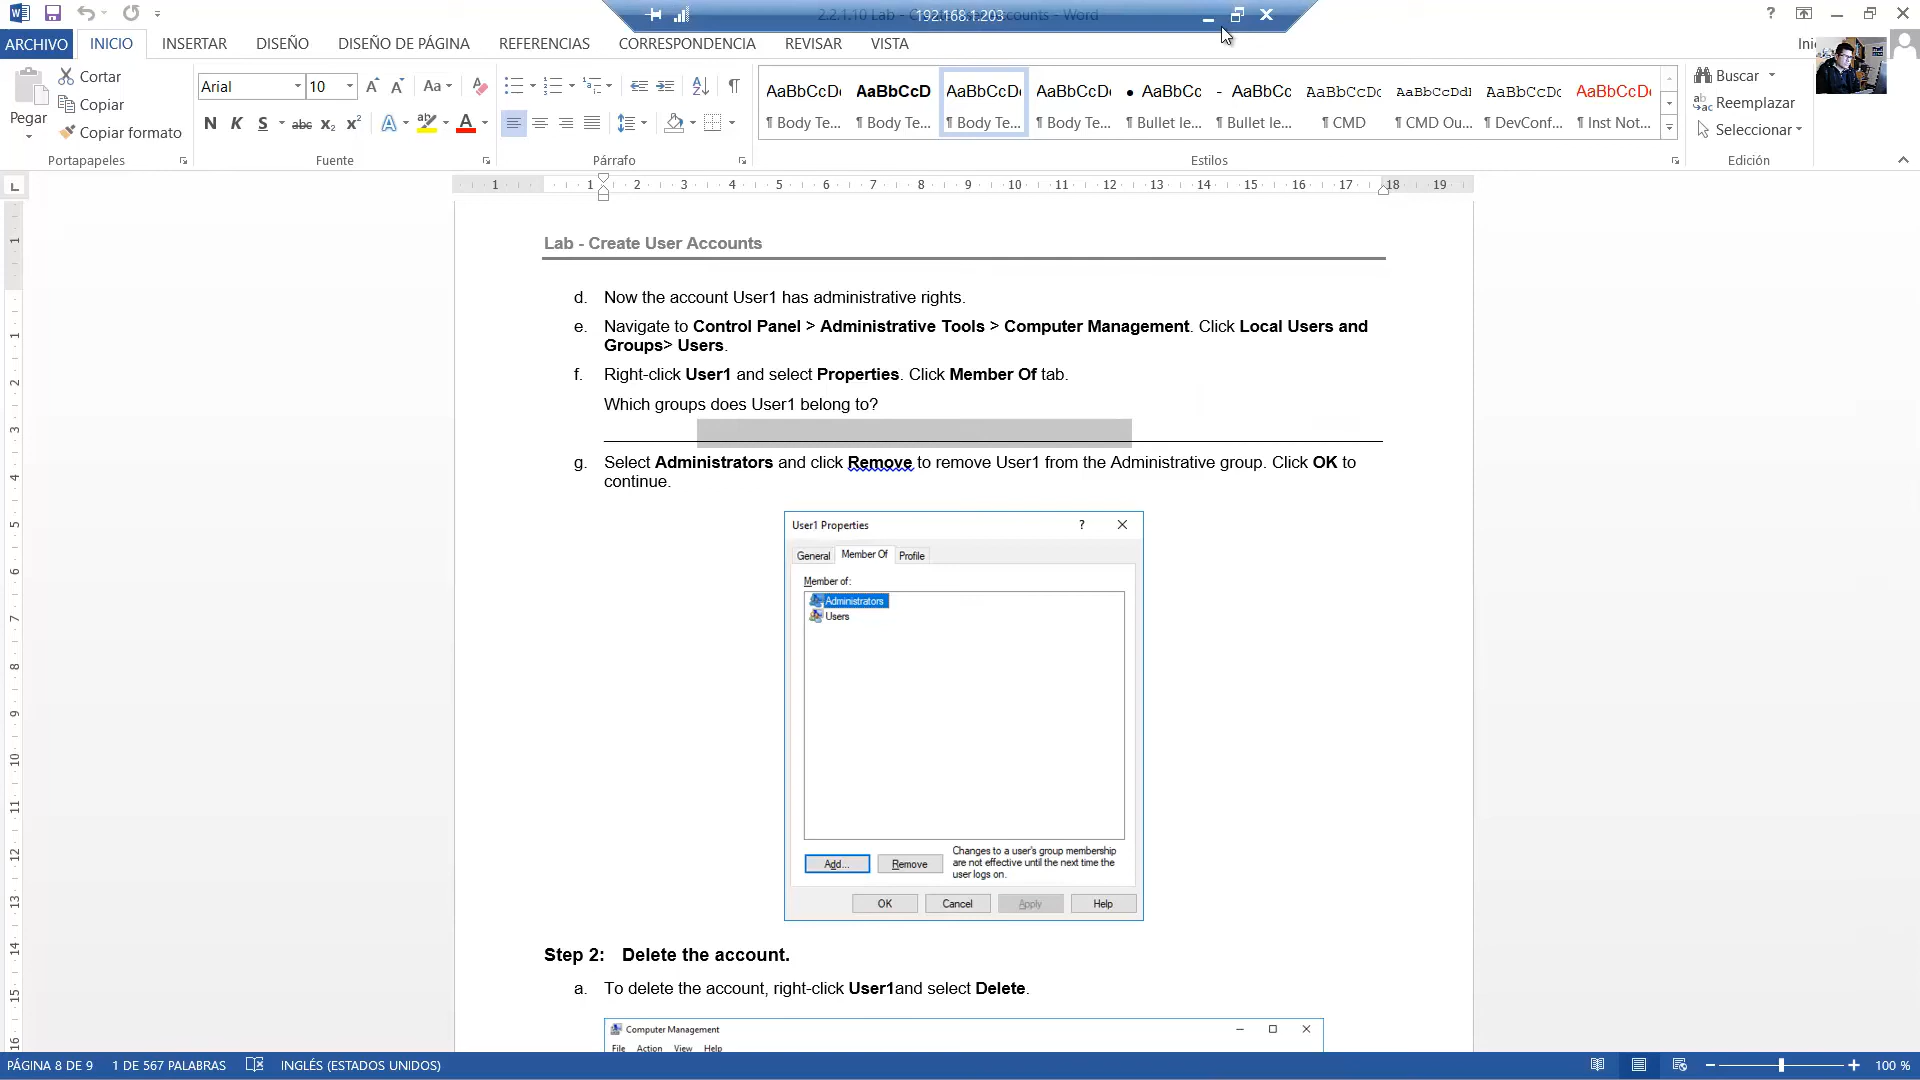 192.168.1.203
ARCHIVO INICIO INSERTAR DISEÑO DISEÑO DE PÁGINA REFERENCIAS CORRESPONDENCIA REVISAR VISTA
Cortar
Copiar
Copiar formato
Pegar
Arial 10
Portapapeles Fuente Párrafo Estilos Edición
AaBbCcDc AaBbCcD AaBbCcDc AaBbCcDc AaBbCc AaBbCc AaBbCcDc AaBbCcDdI AaBbCcDc AaBbCcDc
¶ Body Te... ¶ Body Te... ¶ Body Te... ¶ Body Te... ¶ Bullet le... ¶ Bullet le... ¶ CMD ¶ CMD Ou... ¶ DevConf... ¶ Inst Not...
Buscar
Reemplazar
Seleccionar
Lab - Create User Accounts
d. Now the account User1 has administrative rights.
e. Navigate to Control Panel > Administrative Tools > Computer Management. Click Local Users and
Groups> Users.
f. Right-click User1 and select Properties. Click Member Of tab.
Which groups does User1 belong to?
g. Select Administrators and click Remove to remove User1 from the Administrative group. Click OK to
continue.
User1 Properties
General Member Of Profile
Member of:
Administrators
Users
Add... Remove
Changes to a user's group membership
are not effective until the next time the
user logs on.
OK Cancel Apply Help
Step 2: Delete the account.
a. To delete the account, right-click User1and select Delete.
Computer Management
File Action View Help
PÁGINA 8 DE 9 1 DE 567 PALABRAS INGLÉS (ESTADOS UNIDOS) 100 %